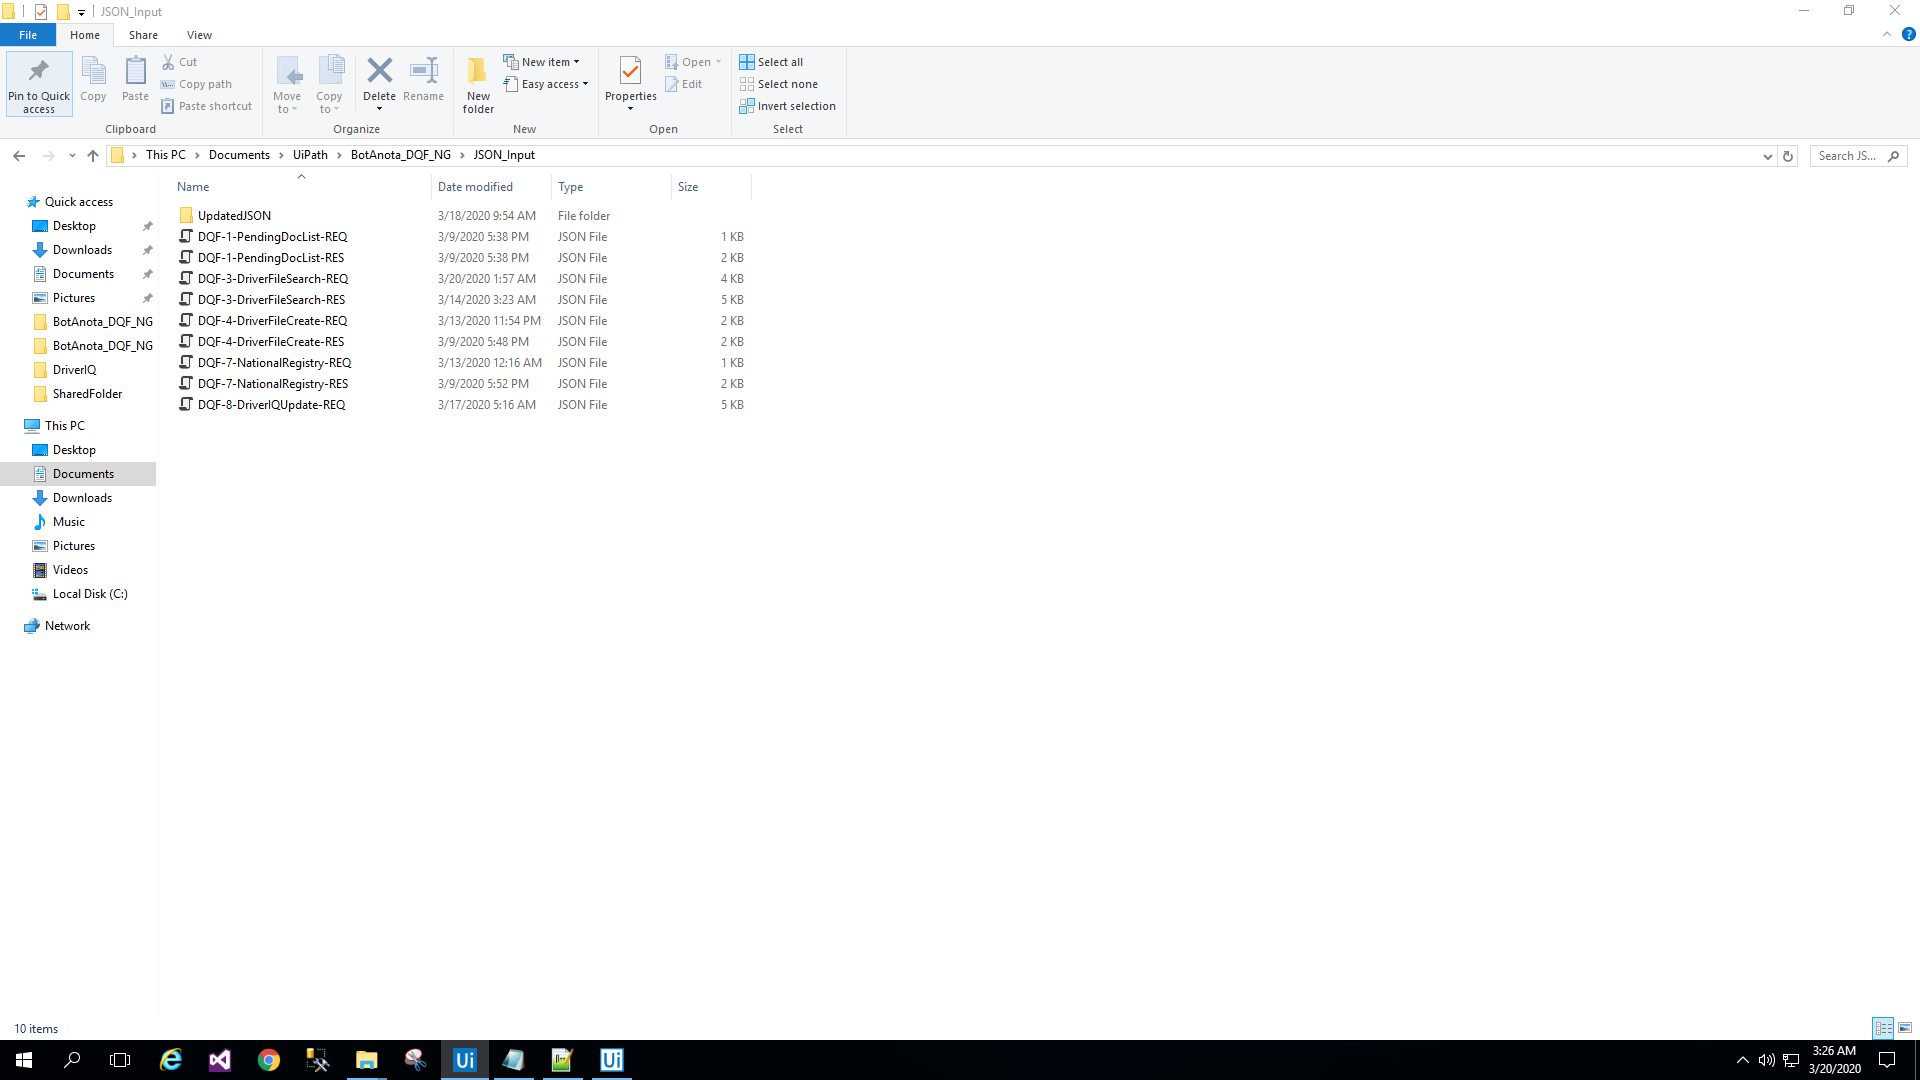 JSON_Input
File Home Share View
Pin to Quick access
Copy
Paste
Cut
Copy path
Paste shortcut
Clipboard
Move to
Copy to
Delete
Rename
Organize
New folder
New item
Easy access
New
Properties
Open
Edit
Open
Select all
Select none
Invert selection
Select
This PC > Documents > UiPath > BotAnota_DQF_NG > JSON_Input
Search JS...
Quick access
Desktop
Downloads
Documents
Pictures
BotAnota_DQF_NG
BotAnota_DQF_NG
DriverIQ
SharedFolder
This PC
Desktop
Documents
Downloads
Music
Pictures
Videos
Local Disk (C:)
Network
Name Date modified Type Size
UpdatedJSON 3/18/2020 9:54 AM File folder
DQF-1-PendingDocList-REQ 3/9/2020 5:38 PM JSON File 1 KB
DQF-1-PendingDocList-RES 3/9/2020 5:38 PM JSON File 2 KB
DQF-3-DriverFileSearch-REQ 3/20/2020 1:57 AM JSON File 4 KB
DQF-3-DriverFileSearch-RES 3/14/2020 3:23 AM JSON File 5 KB
DQF-4-DriverFileCreate-REQ 3/13/2020 11:54 PM JSON File 2 KB
DQF-4-DriverFileCreate-RES 3/9/2020 5:48 PM JSON File 2 KB
DQF-7-NationalRegistry-REQ 3/13/2020 12:16 AM JSON File 1 KB
DQF-7-NationalRegistry-RES 3/9/2020 5:52 PM JSON File 2 KB
DQF-8-DriverIQUpdate-REQ 3/17/2020 5:16 AM JSON File 5 KB
10 items
Ui
Ui
3:26 AM
3/20/2020